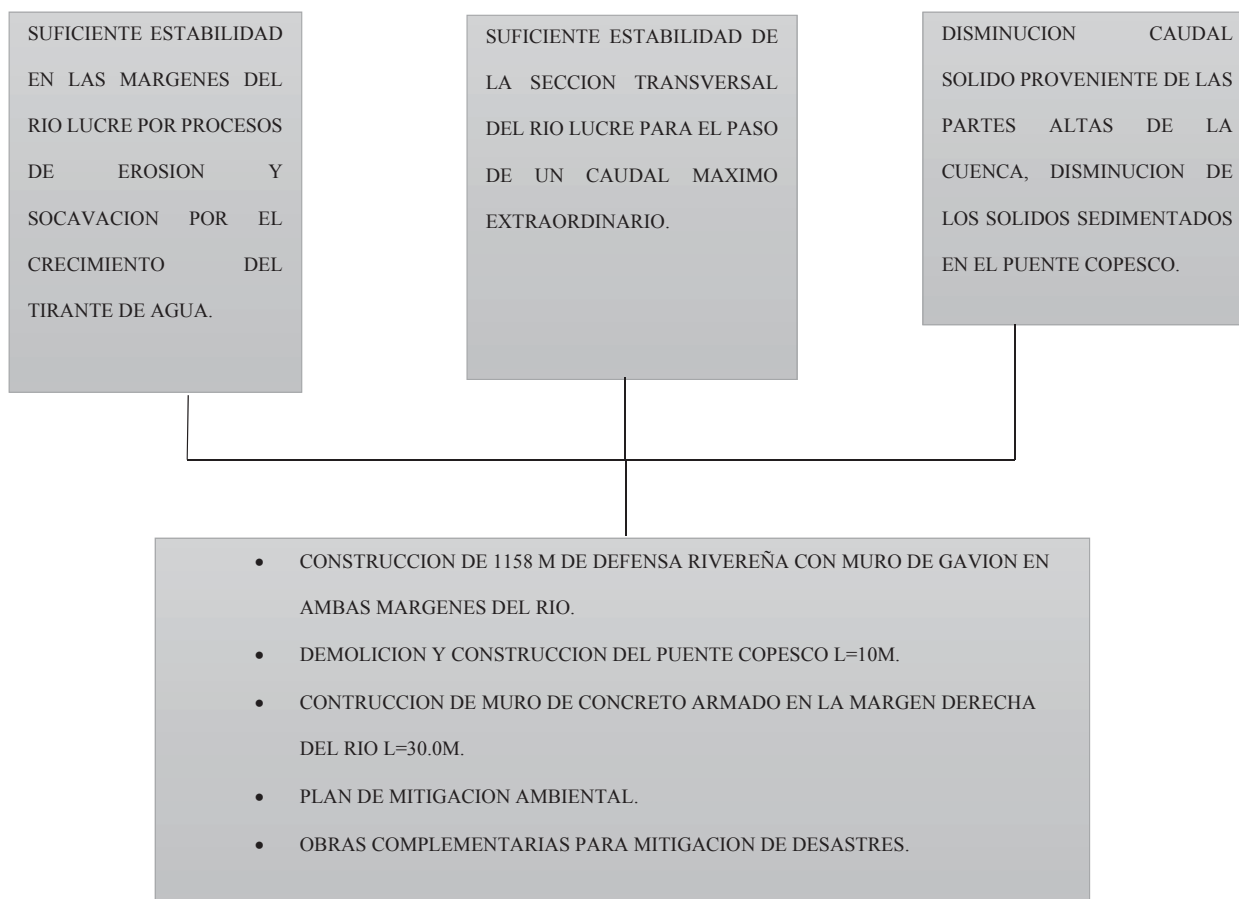 SUFICIENTE ESTABILIDAD
EN LAS MARGENES DEL
RIO LUCRE POR PROCESOS
DE EROSION Y
SOCAVACION POR EL
CRECIMIENTO DEL
TIRANTE DE AGUA.
SUFICIENTE ESTABILIDAD DE
LA SECCION TRANSVERSAL
DEL RIO LUCRE PARA EL PASO
DE UN CAUDAL MAXIMO
EXTRAORDINARIO.
DISMINUCION CAUDAL
SOLIDO PROVENIENTE DE LAS
PARTES ALTAS DE LA
CUENCA, DISMINUCION DE
LOS SOLIDOS SEDIMENTADOS
EN EL PUENTE COPESCO.
• CONSTRUCCION DE 1158 M DE DEFENSA RIVEREÑA CON MURO DE GAVION EN
AMBAS MARGENES DEL RIO.
• DEMOLICION Y CONSTRUCCION DEL PUENTE COPESCO L=10M.
• CONTRUCCION DE MURO DE CONCRETO ARMADO EN LA MARGEN DERECHA
DEL RIO L=30.0M.
• PLAN DE MITIGACION AMBIENTAL.
• OBRAS COMPLEMENTARIAS PARA MITIGACION DE DESASTRES.